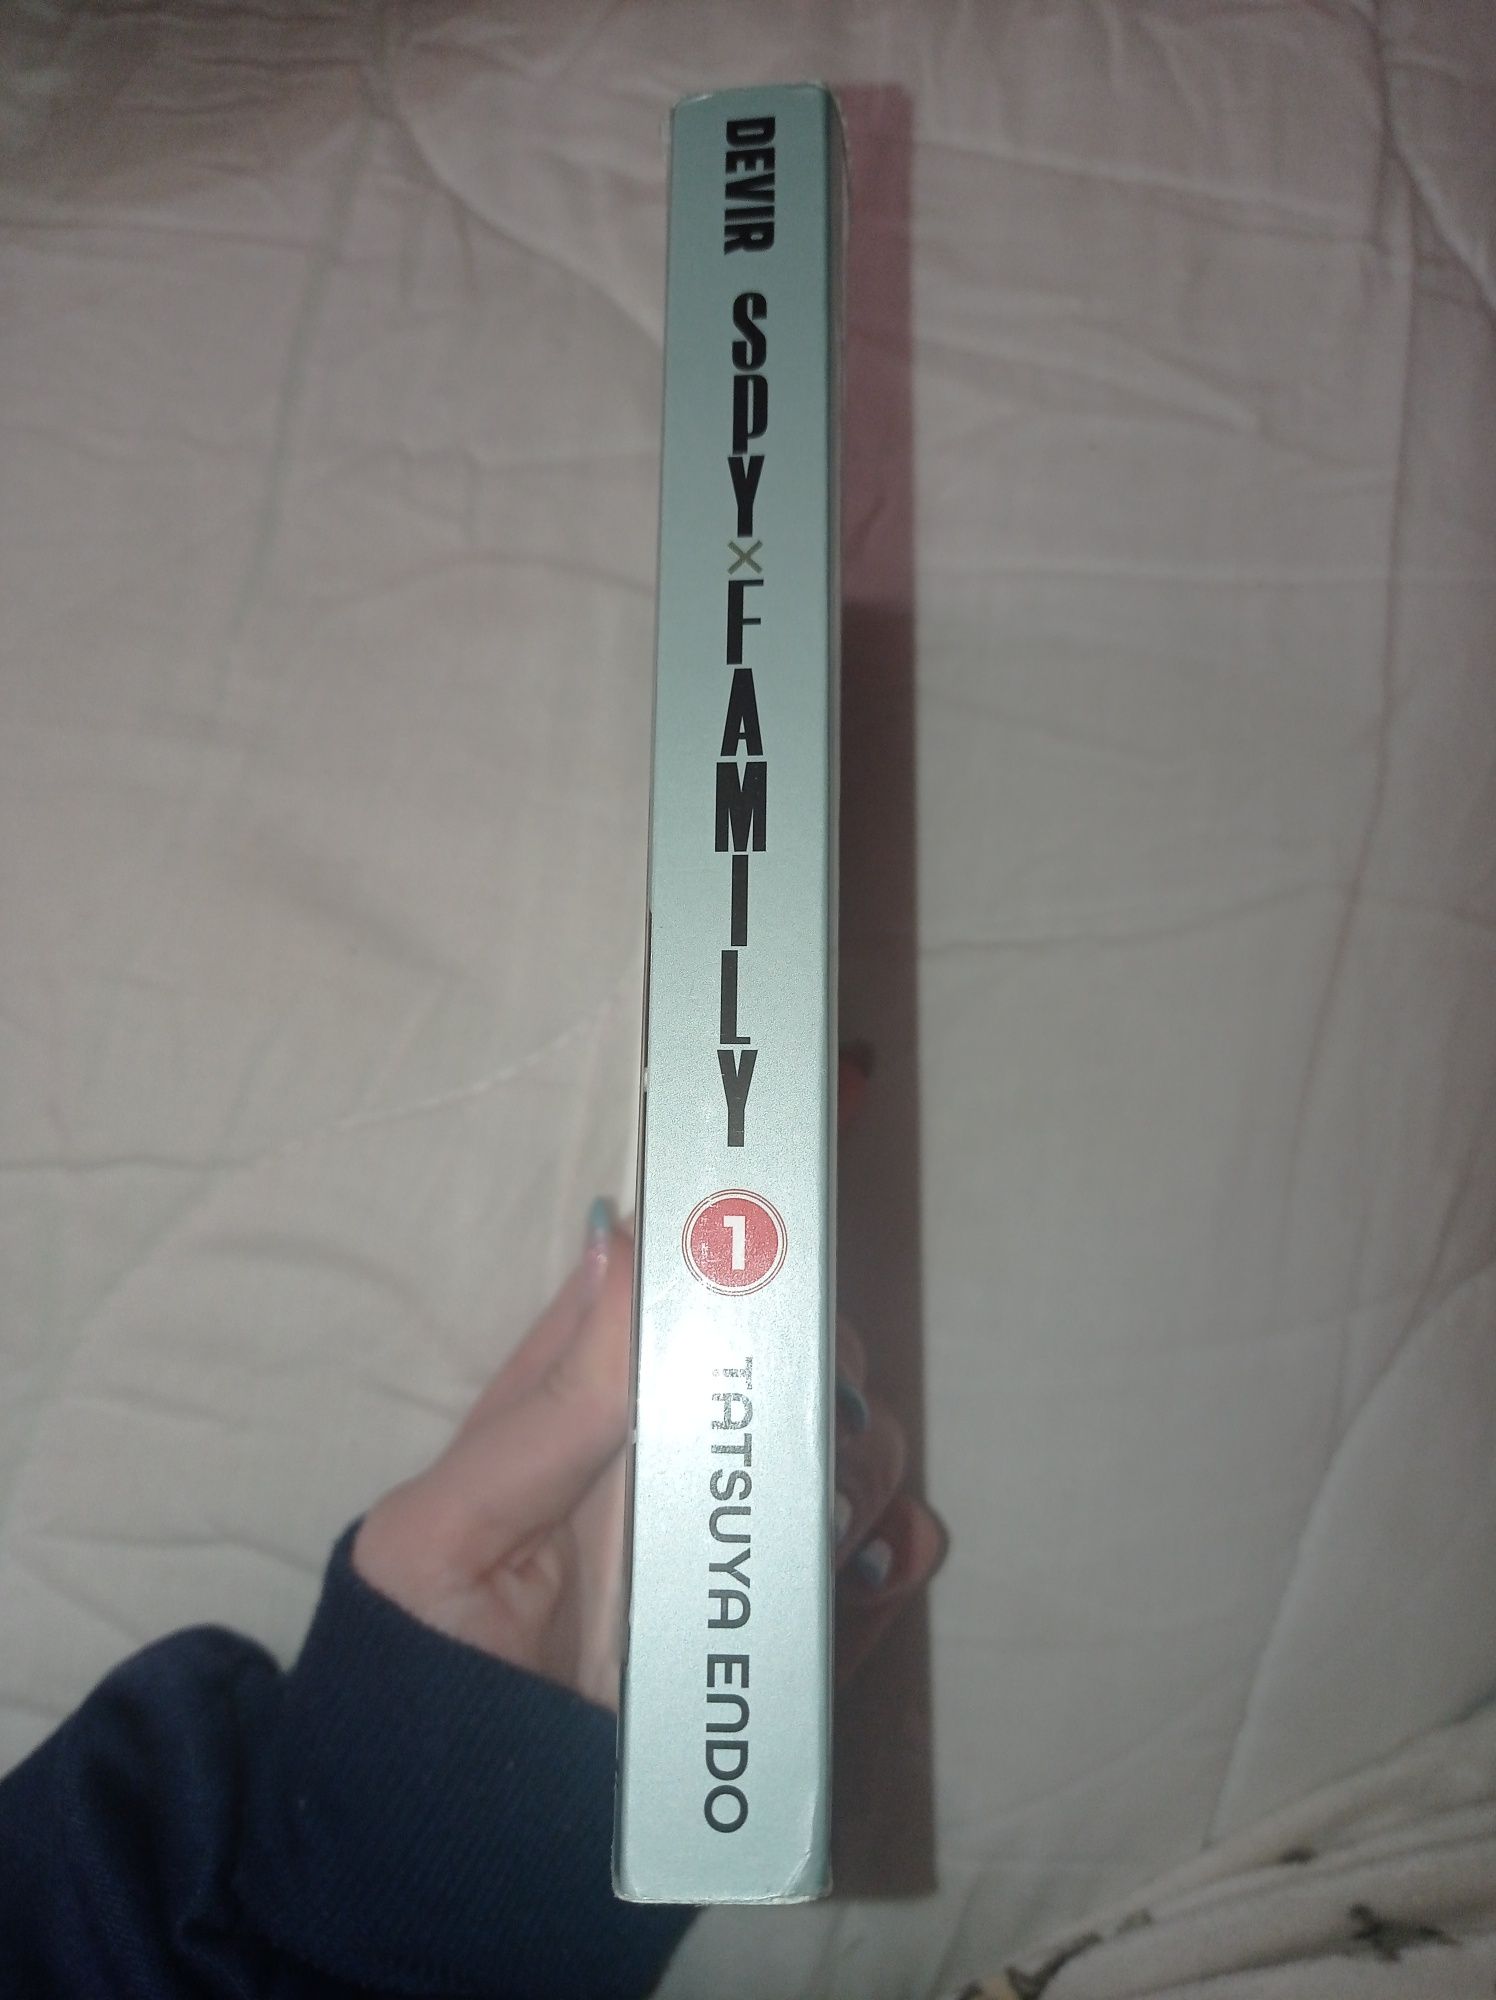 DEVIR
SPY×FAMILY
1
TATSUYA ENDO